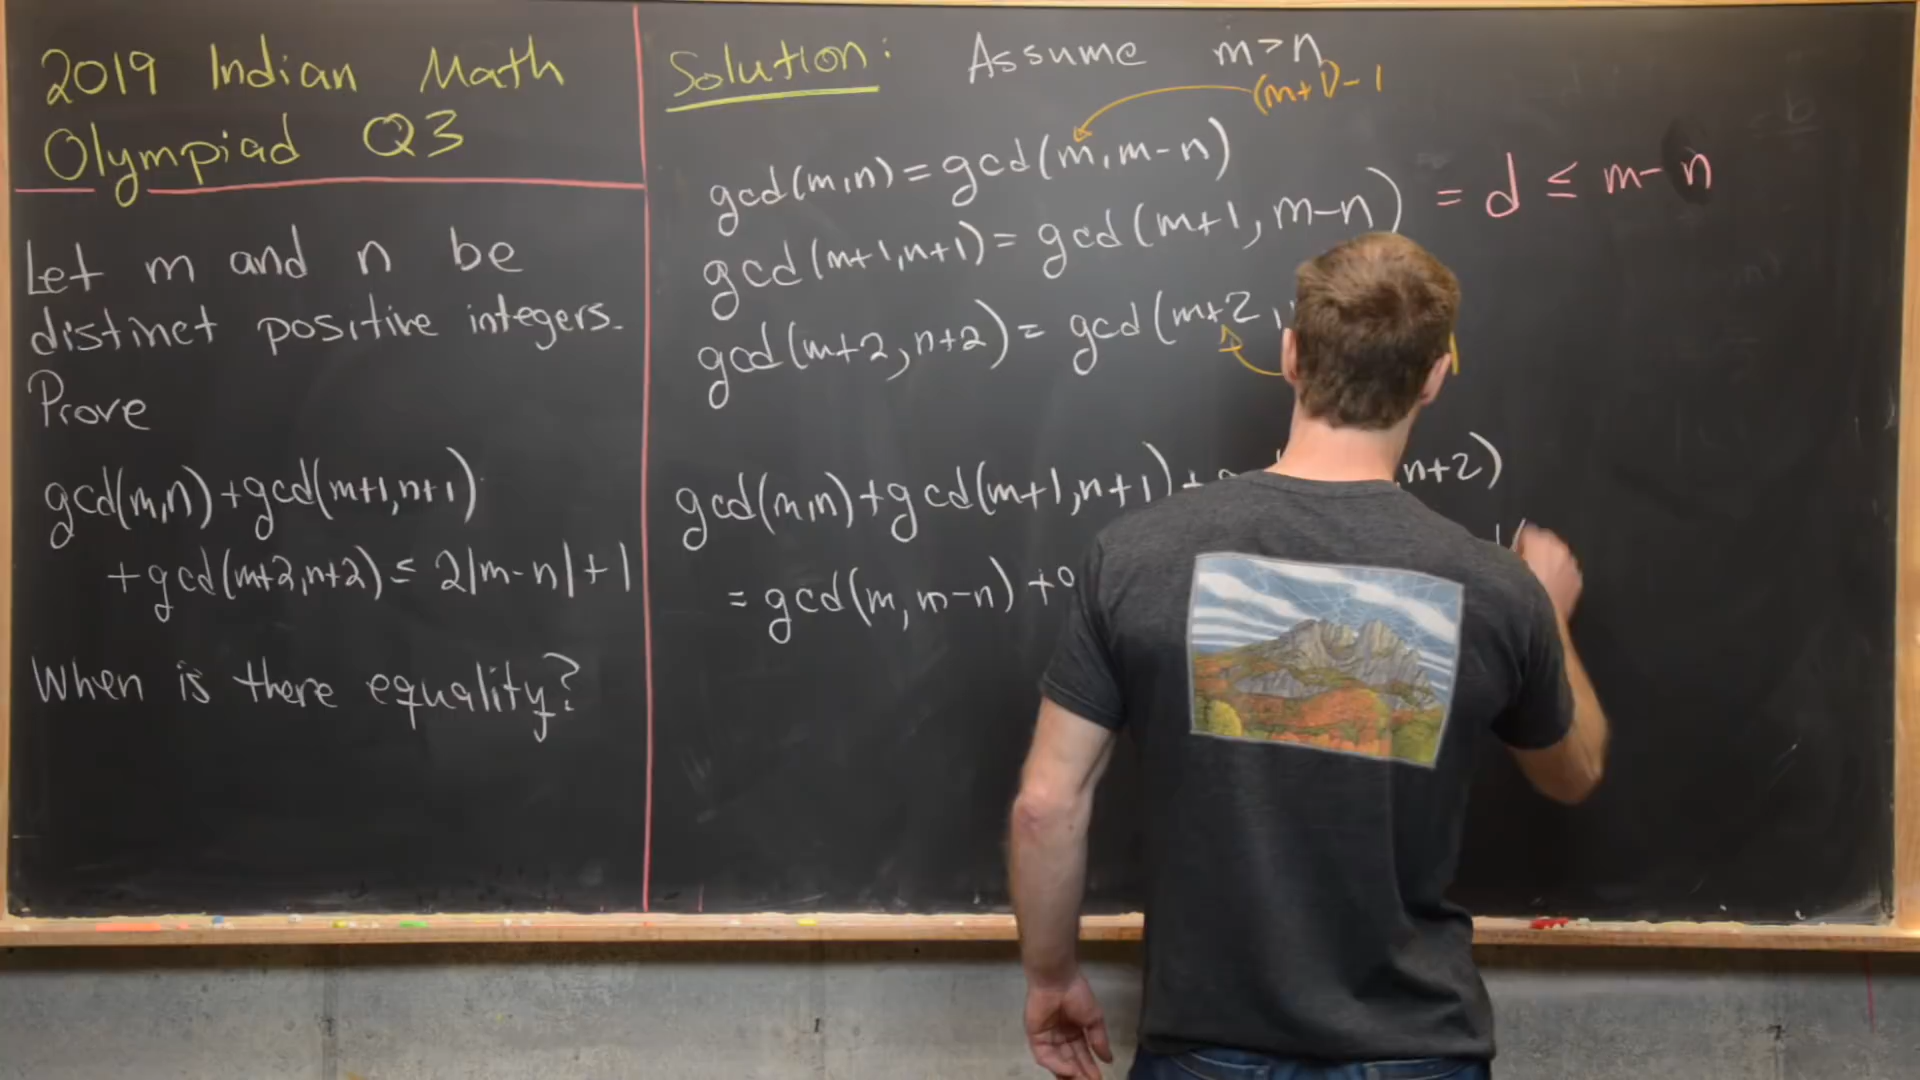 2019 Indian Math
Olympiad Q3
Let m and n be
distinct positive integers.
Prove
gcd(m,n)+gcd(m+1,n+1)
+gcd(m+2,n+2) ≤ 2|m-n|+1
When is there equality?
Solution: Assume m>n
(m+1)-1
gcd(m,n) = gcd(m,m-n)
gcd(m+1,n+1) = gcd(m+1,m-n) = d ≤ m-n
gcd(m+2,n+2) = gcd(m+2,
gcd(m,n)+gcd(m+1,n+1)+ n+2)
= gcd(m,m-n) +